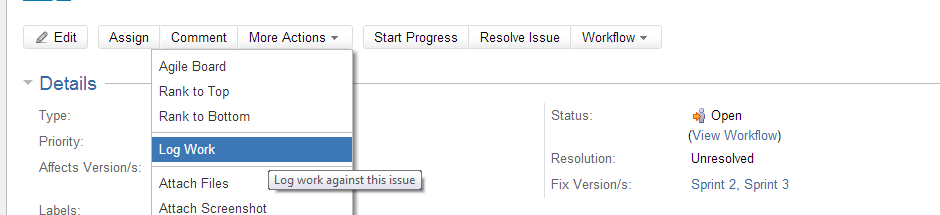 Edit Assign Comment More Actions Start Progress Resolve Issue Workflow
Agile Board
Rank to Top
Rank to Bottom
Log Work
Log work against this issue
Attach Files
Attach Screenshot
Details
Type:
Priority:
Affects Version/s:
Labels:
Status: Open
(View Workflow)
Resolution: Unresolved
Fix Version/s: Sprint 2, Sprint 3